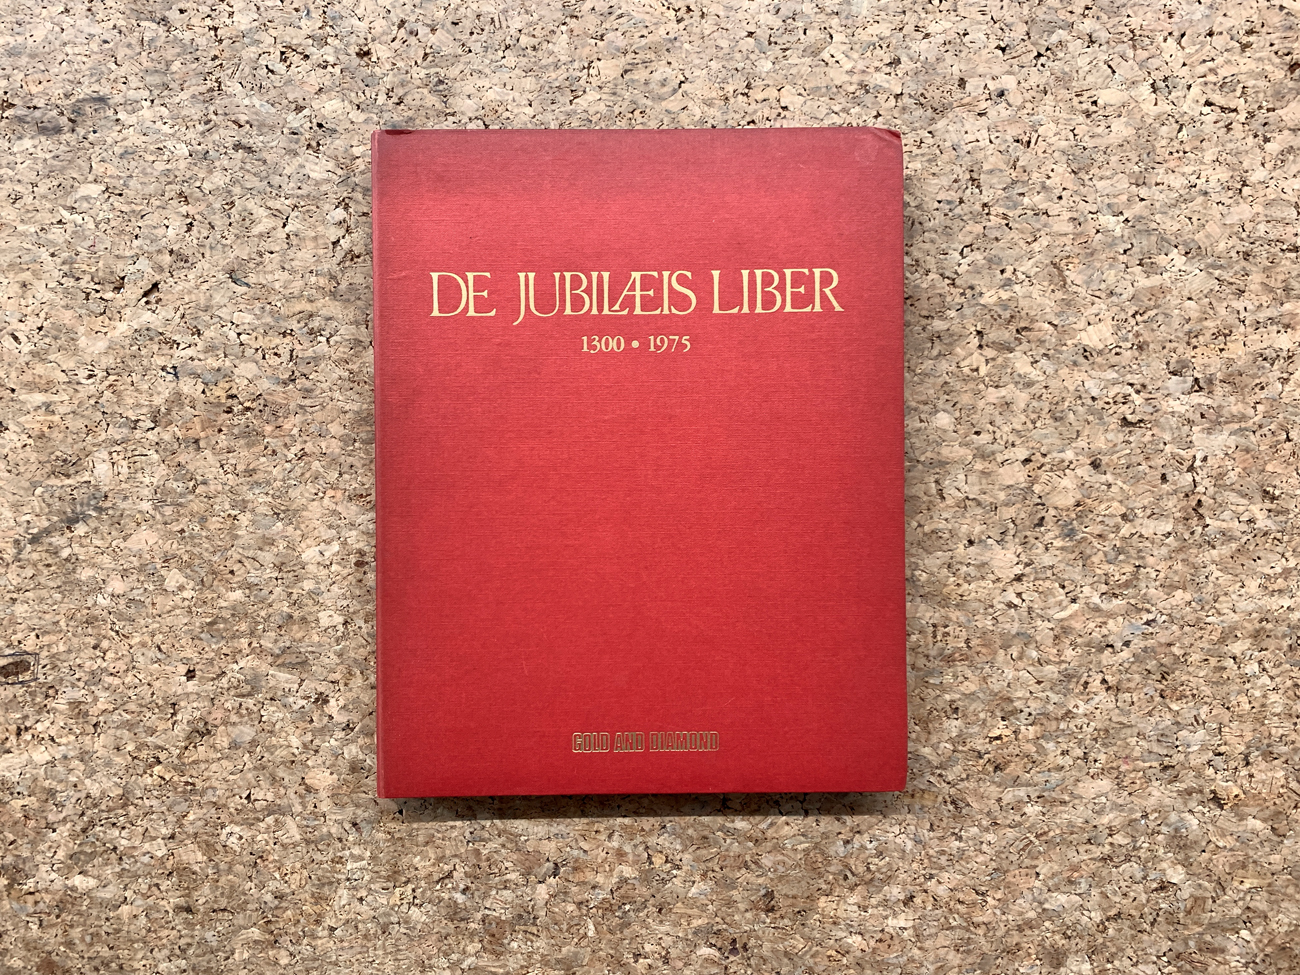 DE JUBILÆIS LIBER
1300 • 1975
GOLD AND DIAMOND